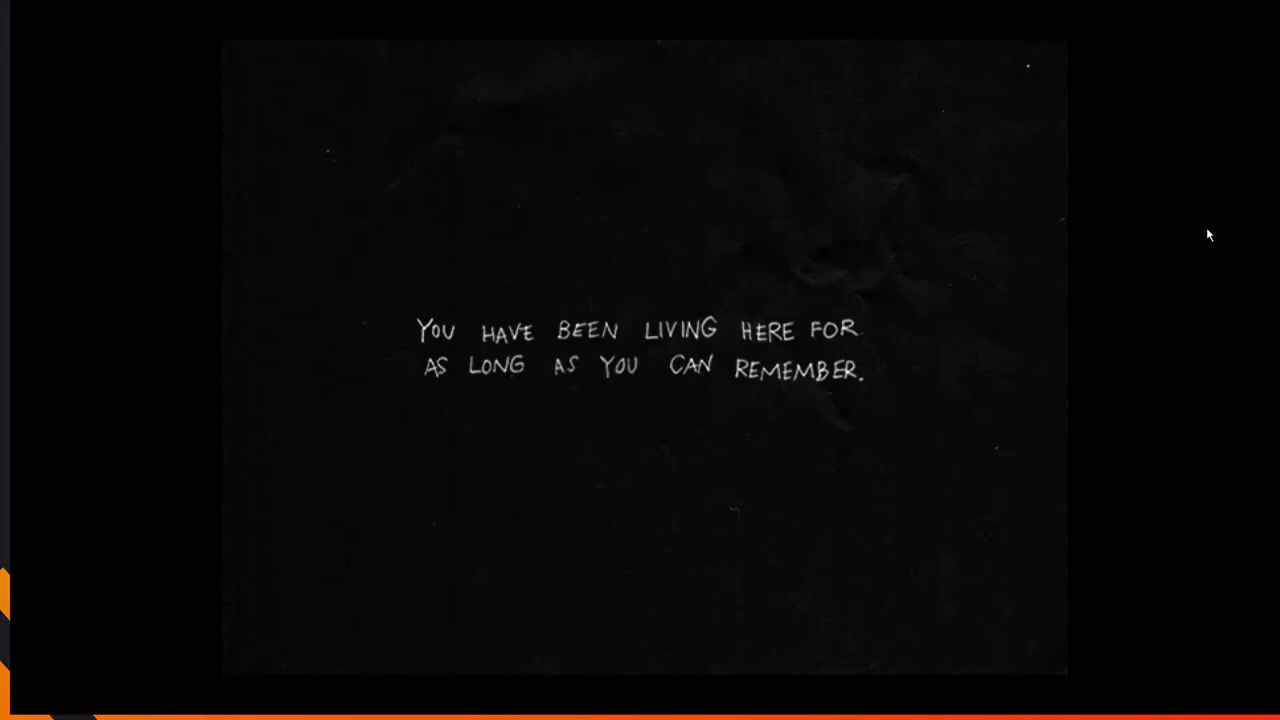 YOU HAVE BEEN LIVING HERE FOR
AS LONG AS YOU CAN REMEMBER.